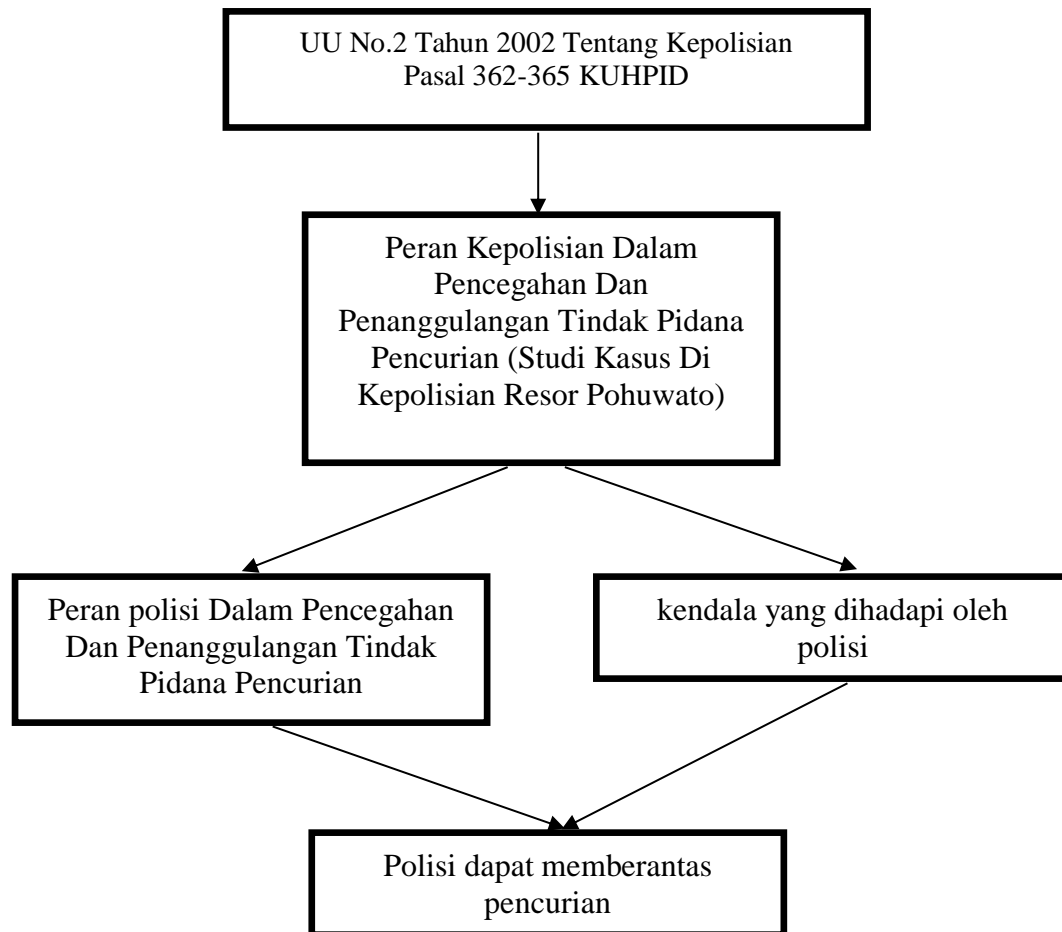 UU No.2 Tahun 2002 Tentang Kepolisian
Pasal 362-365 KUHPID
Peran Kepolisian Dalam
Pencegahan Dan
Penanggulangan Tindak Pidana
Pencurian (Studi Kasus Di
Kepolisian Resor Pohuwato)
Peran polisi Dalam Pencegahan
Dan Penanggulangan Tindak
Pidana Pencurian
kendala yang dihadapi oleh
polisi
Polisi dapat memberantas
pencurian